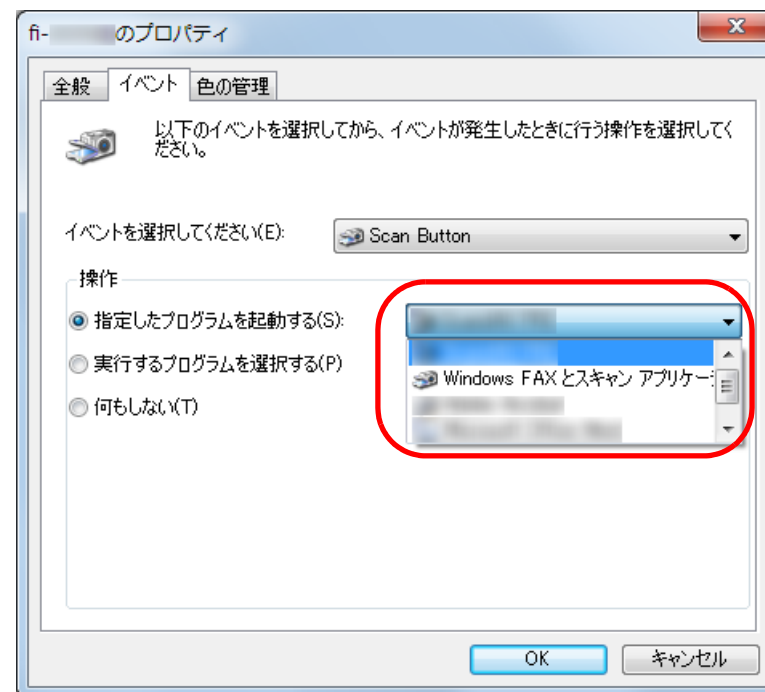 fi- のプロパティ
全般 イベント 色の管理
以下のイベントを選択してから、イベントが発生したときに行う操作を選択してく
ださい。
イベントを選択してください(E): Scan Button
操作
指定したプログラムを起動する(S):
実行するプログラムを選択する(P)
Windows FAX とスキャン アプリケー
何もしない(T)
OK キャンセル